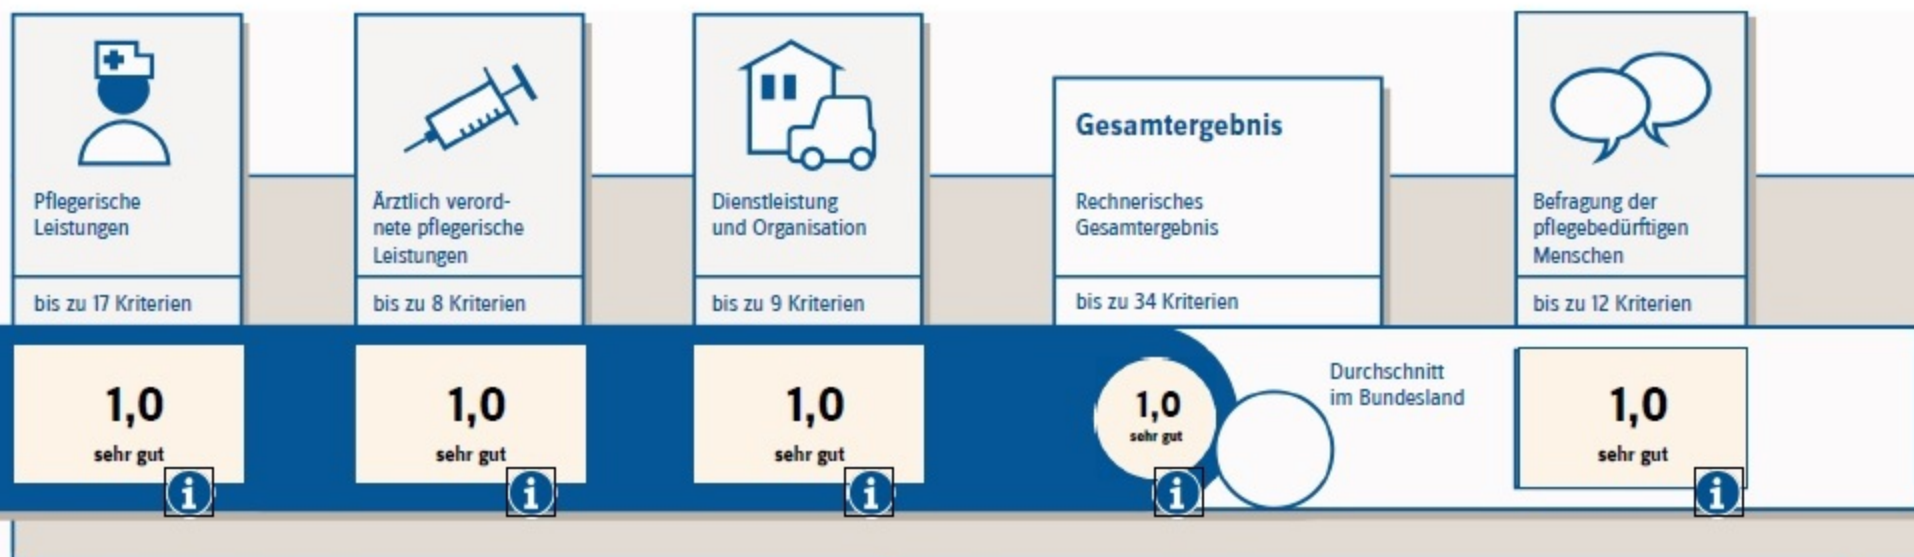 Pflegerische
Leistungen
bis zu 17 Kriterien
1,0
sehr gut
i
Ärztlich verord-
nete pflegerische
Leistungen
bis zu 8 Kriterien
1,0
sehr gut
i
Dienstleistung
und Organisation
bis zu 9 Kriterien
1,0
sehr gut
i
Gesamtergebnis
Rechnerisches
Gesamtergebnis
bis zu 34 Kriterien
1,0
sehr gut
i
Durchschnitt
im Bundesland
Befragung der
pflegebedürftigen
Menschen
bis zu 12 Kriterien
1,0
sehr gut
i